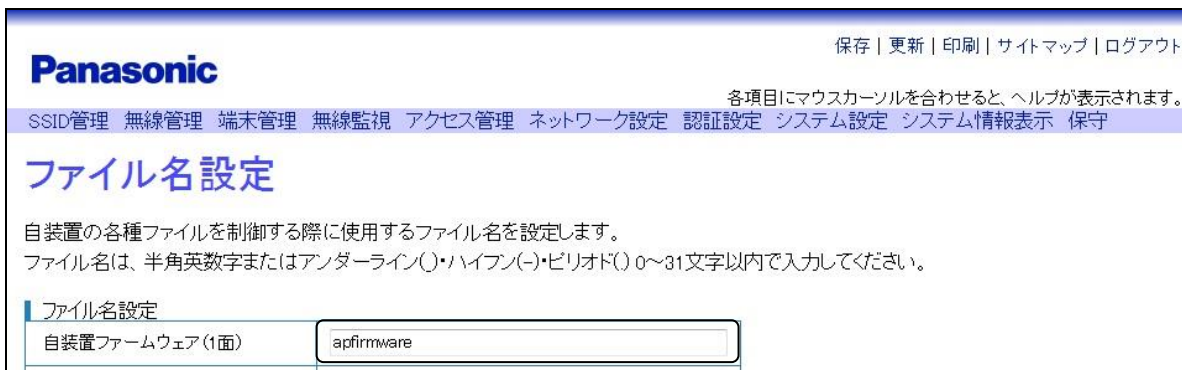 保存 | 更新 | 印刷 | サイトマップ | ログアウト
Panasonic
各項目にマウスカーソルを合わせると、ヘルプが表示されます。
SSID管理 無線管理 端末管理 無線監視 アクセス管理 ネットワーク設定 認証設定 システム設定 システム情報表示 保守
ファイル名設定
自装置の各種ファイルを制御する際に使用するファイル名を設定します。
ファイル名は、半角英数字またはアンダーライン(_)・ハイフン(-)・ピリオド(.) 0～31文字以内で入力してください。
ファイル名設定
自装置ファームウェア(1面) apfirmware